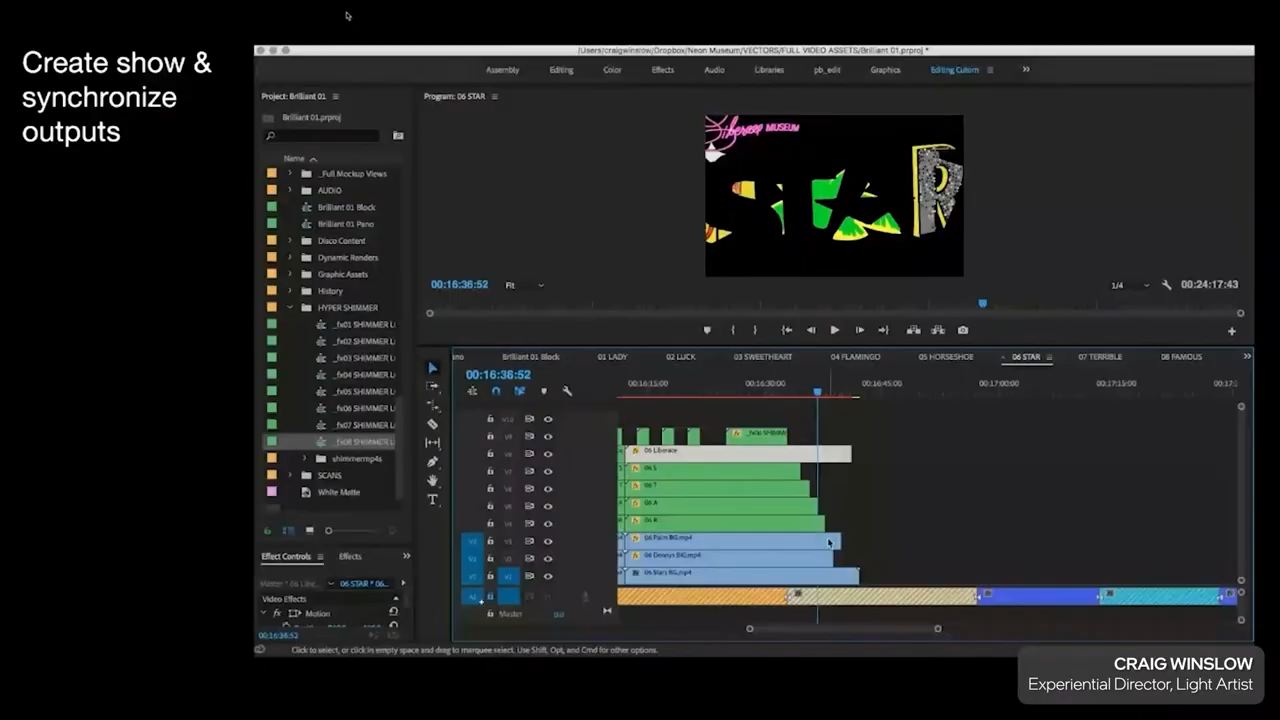 Create show &
synchronize
outputs
/Users/craigwinslow/Dropbox/Neon Museum/VECTORS/FULL VIDEO ASSETS/Brilliant 01.prproj *
Assembly
Editing
Color
Effects
Audio
Libraries
pb_edit
Graphics
Editing Custom
Project: Brilliant 01
Program: 06 STAR
Brilliant 01.prproj
Name
_Full Mockup Views
AUDIO
Brilliant 01 Block
Brilliant 01 Pano
Disco Content
Dynamic Renders
Graphic Assets
History
HYPER SHIMMER
_fx01 SHIMMER L
_fx02 SHIMMER L
_fx03 SHIMMER L
_fx04 SHIMMER L
_fx05 SHIMMER L
_fx06 SHIMMER L
_fx07 SHIMMER L
_fx08 SHIMMER L
shimmermp4s
SCANS
White Matte
Liberace MUSEUM
STAR
00:16:36:52
Fit
1/4
00:24:17:43
Brilliant 01 Block
01 LADY
02 LUCK
03 SWEETHEART
04 FLAMINGO
05 HORSESHOE
06 STAR
07 TERRIBLE
08 FAMOUS
00:16:36:52
00:16:15:00
00:16:30:00
00:16:45:00
00:17:00:00
00:17:15:00
V10
06 Liberace
06 S
06 T
06 A
06 R
06 Palm BG.mp4
06 Dennys BG.mp4
06 Stars BG.mp4
Master
0.0
Effect Controls
Effects
06 STAR * 06...
Video Effects
fx
Motion
00:16:36:52
Click to select, or click in empty space and drag to marquee select. Use Shift, Opt, and Cmd for other options.
CRAIG WINSLOW
Experiential Director, Light Artist